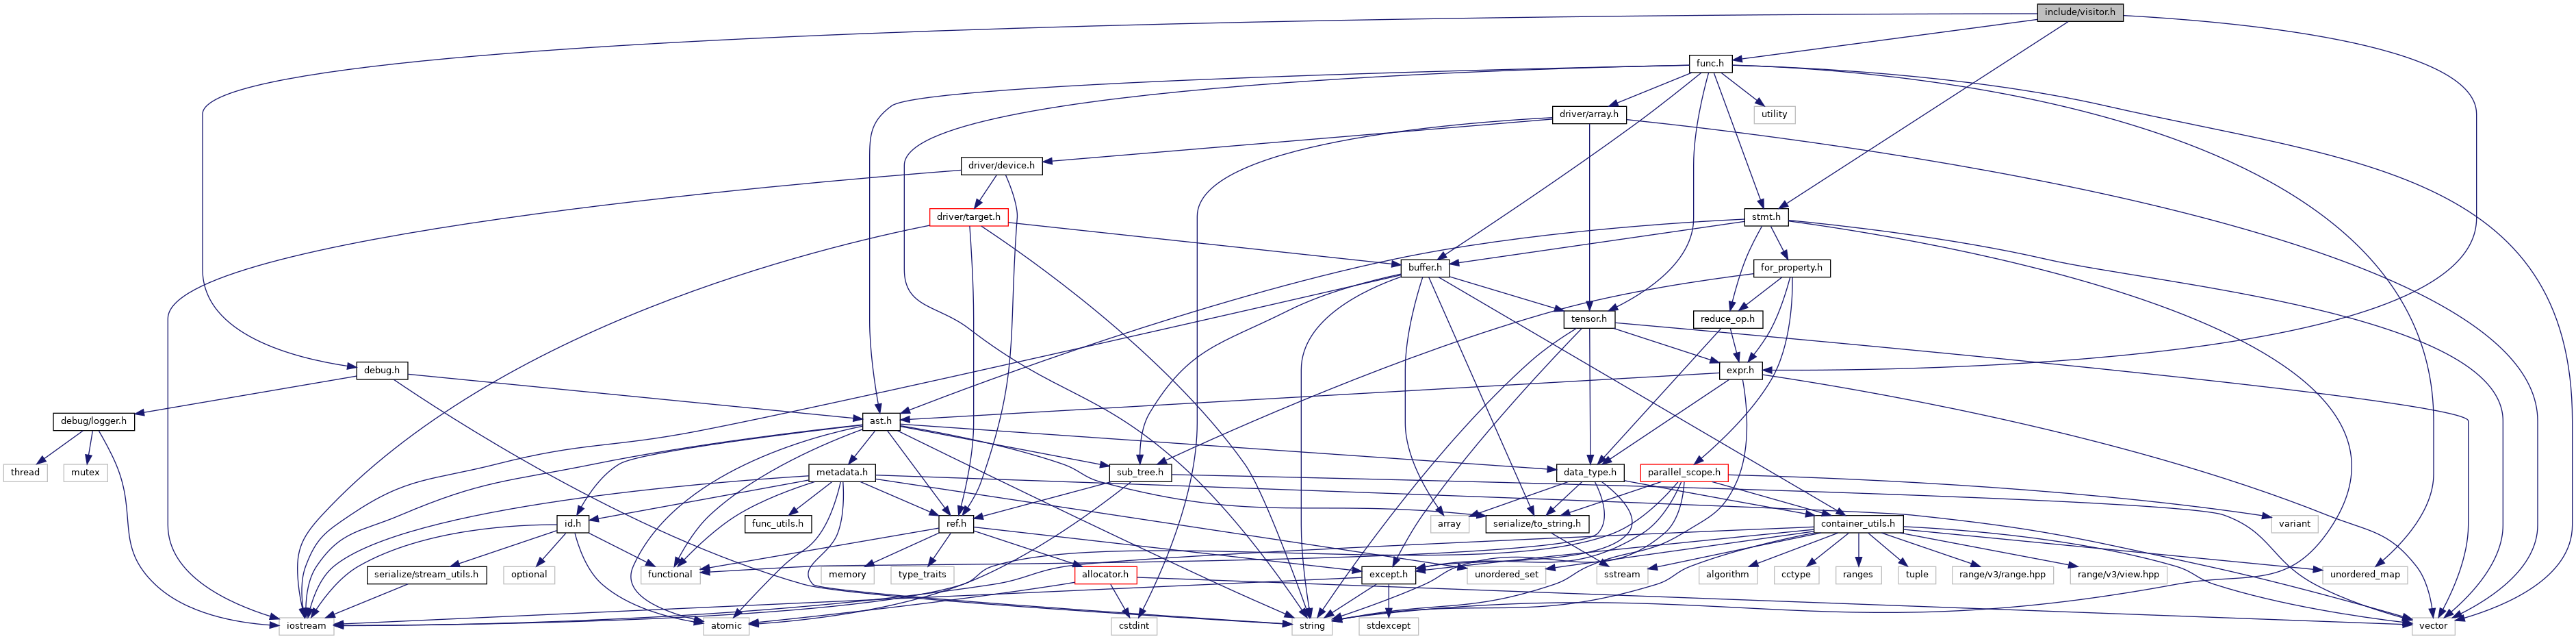 include/visitor.h
func.h
driver/array.h
utility
driver/device.h
driver/target.h
stmt.h
buffer.h
for_property.h
tensor.h
reduce_op.h
debug.h
expr.h
debug/logger.h
ast.h
thread
mutex
metadata.h
sub_tree.h
data_type.h
parallel_scope.h
id.h
func_utils.h
ref.h
array
serialize/to_string.h
container_utils.h
variant
serialize/stream_utils.h
optional
functional
memory
type_traits
allocator.h
except.h
unordered_set
sstream
algorithm
cctype
ranges
tuple
range/v3/range.hpp
range/v3/view.hpp
unordered_map
iostream
atomic
cstdint
string
stdexcept
vector